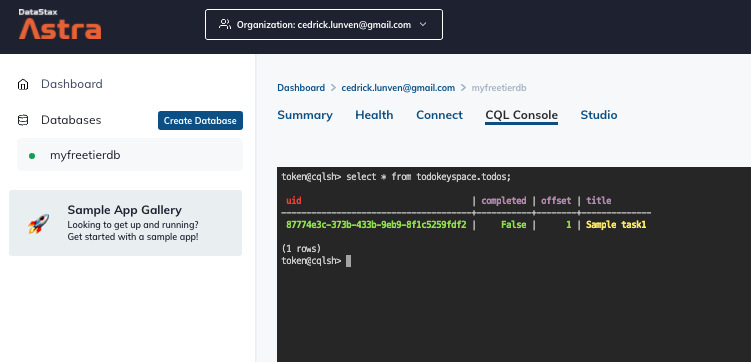 DataStax
Astra
Organization: cedrick.lunven@gmail.com
Dashboard
Databases
Create Database
myfreetierdb
Sample App Gallery
Looking to get up and running?
Get started with a sample app!
Dashboard > cedrick.lunven@gmail.com > myfreetierdb
Summary Health Connect CQL Console Studio
token@cqlsh> select * from todokeyspace.todos;
uid | completed | offset | title
--------------------------------------+-----------+--------+--------------
87774e3c-373b-433b-9eb9-8f1c5259fdf2 | False | 1 | Sample task1
(1 rows)
token@cqlsh>